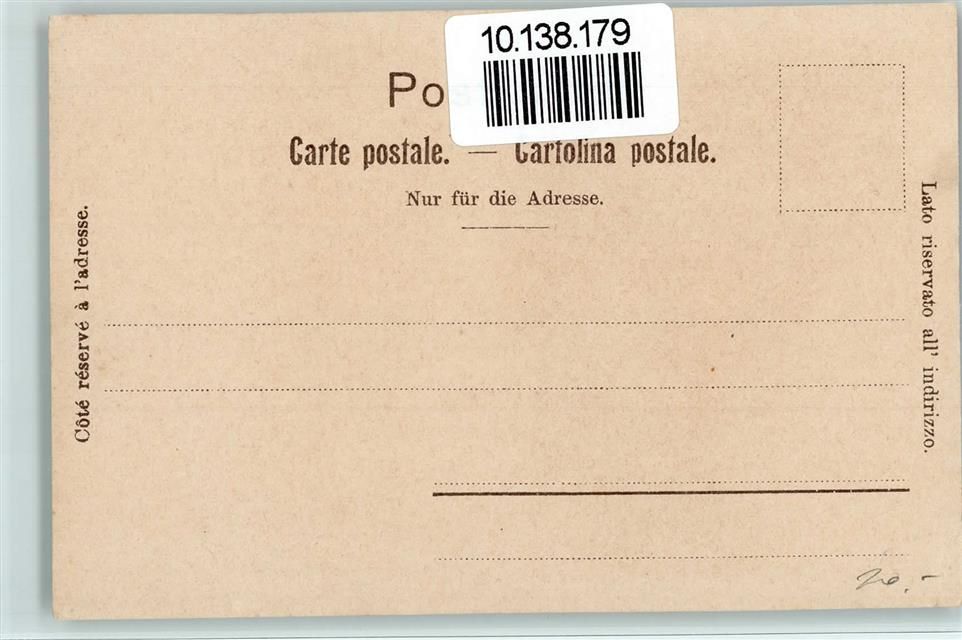 10.138.179
Po
Carte postale. — Cartolina postale.
Nur für die Adresse.
Côté réservé à l'adresse.
Lato riservato all' indirizzo.